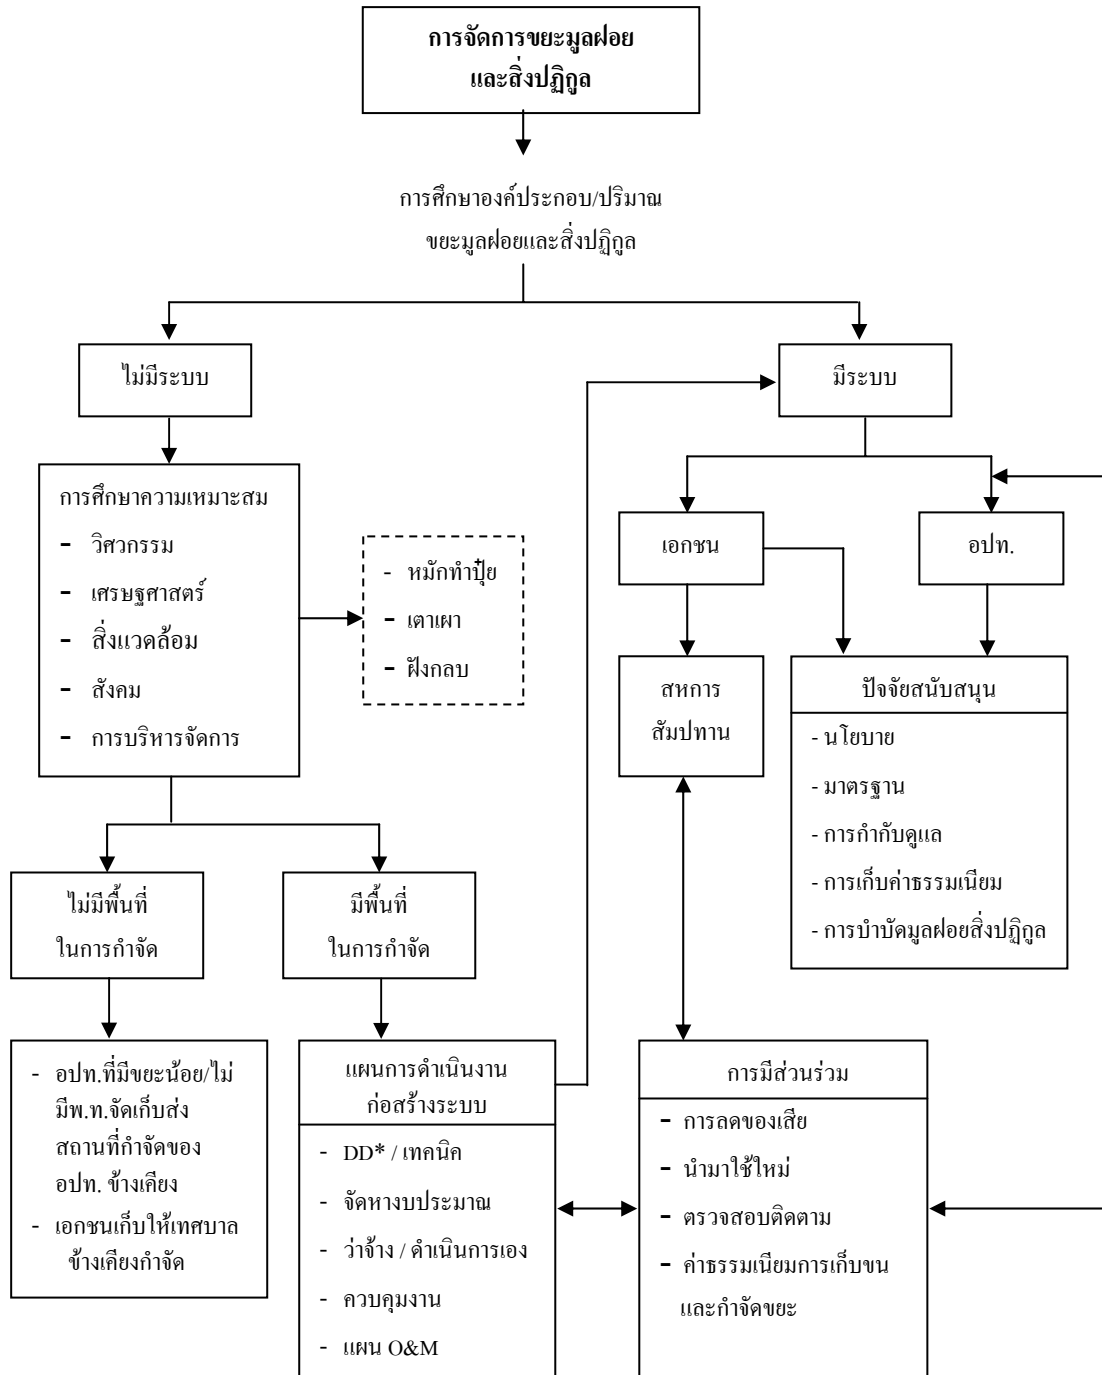 การจัดการขยะมูลฝอย
และสิ่งปฏิกูล
การศึกษาองค์ประกอบ/ปริมาณ
ขยะมูลฝอยและสิ่งปฏิกูล
ไม่มีระบบ
มีระบบ
การศึกษาความเหมาะสม
- วิศวกรรม
- เศรษฐศาสตร์
- สิ่งแวดล้อม
- สังคม
- การบริหารจัดการ
- หมักทำปุ๋ย
- เตาเผา
- ฝังกลบ
เอกชน
อปท.
สหการ
สัมปทาน
ปัจจัยสนับสนุน
- นโยบาย
- มาตรฐาน
- การกำกับดูแล
- การเก็บค่าธรรมเนียม
- การบำบัดมูลฝอยสิ่งปฏิกูล
ไม่มีพื้นที่
ในการกำจัด
มีพื้นที่
ในการกำจัด
- อปท.ที่มีขยะน้อย/ไม่
มีพ.ท.จัดเก็บส่ง
สถานที่กำจัดของ
อปท. ข้างเคียง
- เอกชนเก็บให้เทศบาล
ข้างเคียงกำจัด
แผนการดำเนินงาน
ก่อสร้างระบบ
- DD* / เทคนิค
- จัดหางบประมาณ
- ว่าจ้าง / ดำเนินการเอง
- ควบคุมงาน
- แผน O&M
การมีส่วนร่วม
- การลดของเสีย
- นำมาใช้ใหม่
- ตรวจสอบติดตาม
- ค่าธรรมเนียมการเก็บขน
และกำจัดขยะ